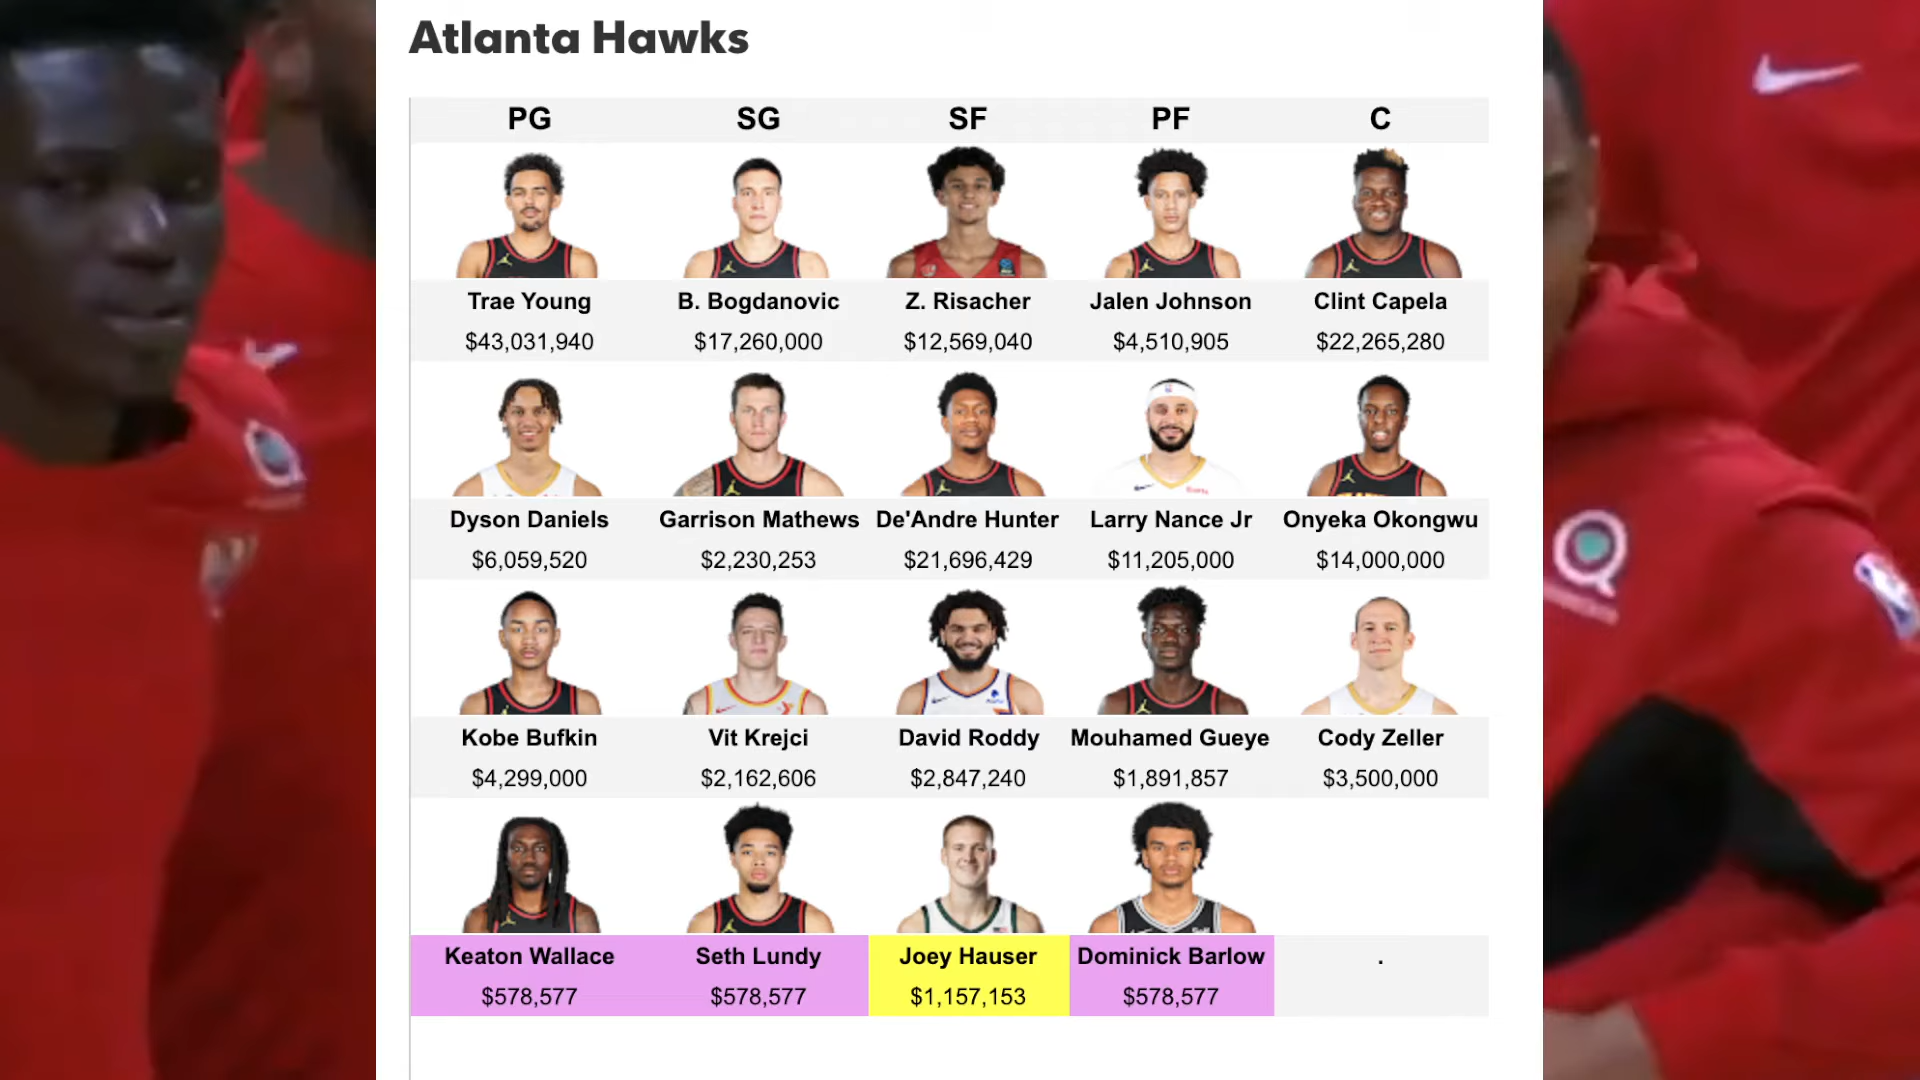 Atlanta Hawks
PG SG SF PF C
Trae Young B. Bogdanovic Z. Risacher Jalen Johnson Clint Capela
$43,031,940 $17,260,000 $12,569,040 $4,510,905 $22,265,280
Dyson Daniels Garrison Mathews De'Andre Hunter Larry Nance Jr Onyeka Okongwu
$6,059,520 $2,230,253 $21,696,429 $11,205,000 $14,000,000
Kobe Bufkin Vit Krejci David Roddy Mouhamed Gueye Cody Zeller
$4,299,000 $2,162,606 $2,847,240 $1,891,857 $3,500,000
Keaton Wallace Seth Lundy Joey Hauser Dominick Barlow .
$578,577 $578,577 $1,157,153 $578,577